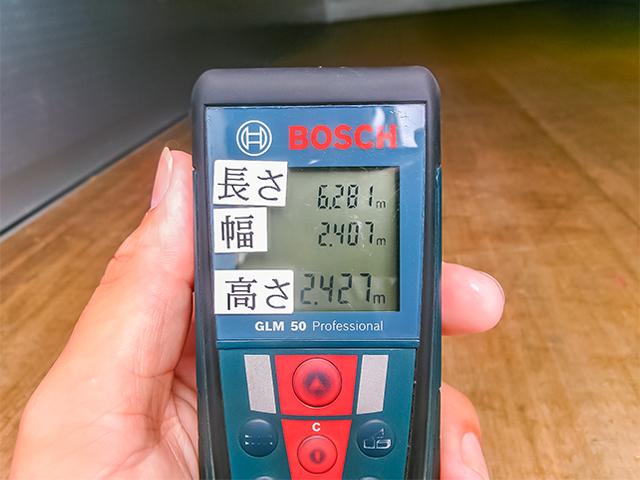 BOSCH
長さ 6.281m
幅 2.407m
高さ 2.427m
GLM 50 Professional
C